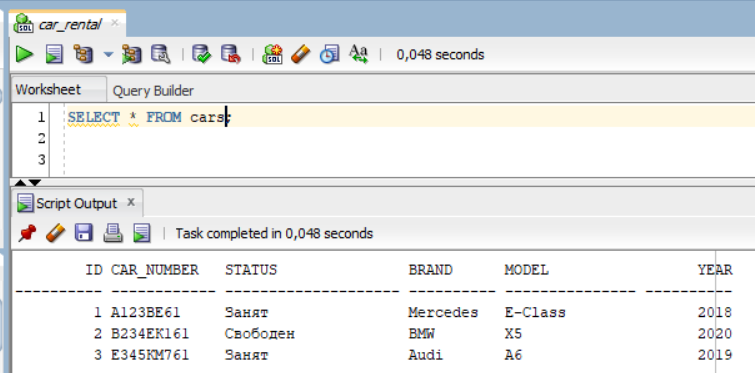 car_rental
0,048 seconds
Worksheet Query Builder
1 SELECT * FROM cars;
2
3
Script Output x
Task completed in 0,048 seconds
ID CAR_NUMBER STATUS BRAND MODEL YEAR
---------- ------------ -------------------- ---------- --------------- ----------
1 A123BE61 Занят Mercedes E-Class 2018
2 B234EK161 Свободен BMW X5 2020
3 E345KM761 Занят Audi A6 2019